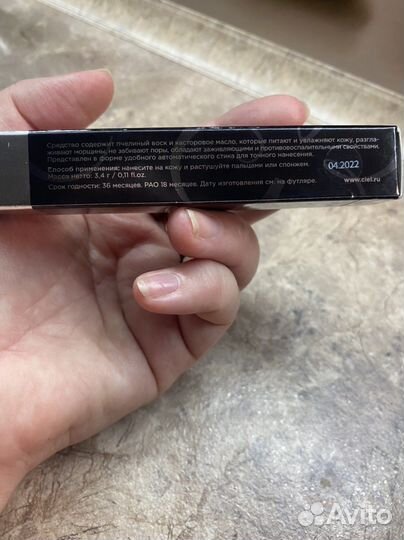 Средство содержит пчелиный воск и касторовое масло, которые питают и увлажняют кожу, разгла-
живают морщины, не забивают поры, обладают заживляющими и противовоспалительными свойствами.
Представлен в форме удобного автоматического стика для точного нанесения.
Способ применения: нанесите на кожу и растушуйте пальцами или спонжем.
04.2022
Масса нетто: 3,4 г / 0,11 fl.oz.
www.ciel.ru
Срок годности: 36 месяцев. PAO 18 месяцев. Дату изготовления см. на футляре.
Avito